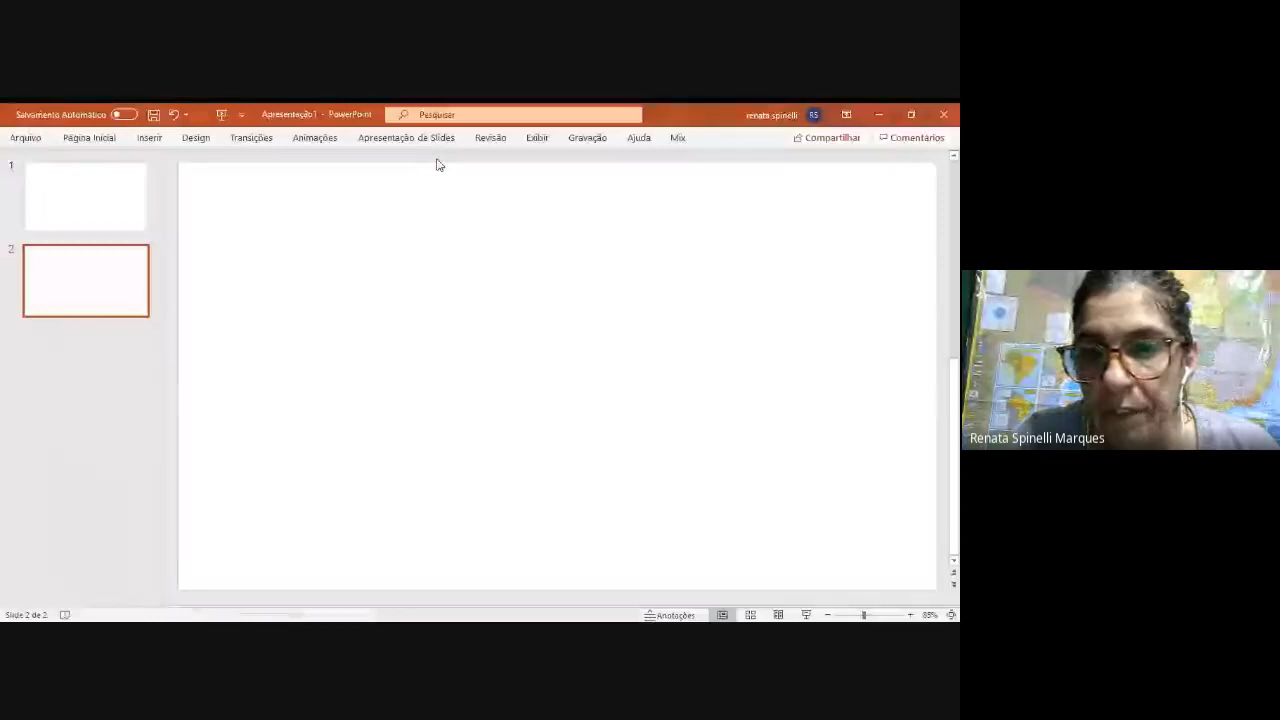 Salvamento Automático
Apresentação1 - PowerPoint
Pesquisar
renata spinelli
RS
Arquivo
Página Inicial
Inserir
Design
Transições
Animações
Apresentação de Slides
Revisão
Exibir
Gravação
Ajuda
Mix
Compartilhar
Comentários
1
2
Renata Spinelli Marques
Slide 2 de 2
Anotações
85%